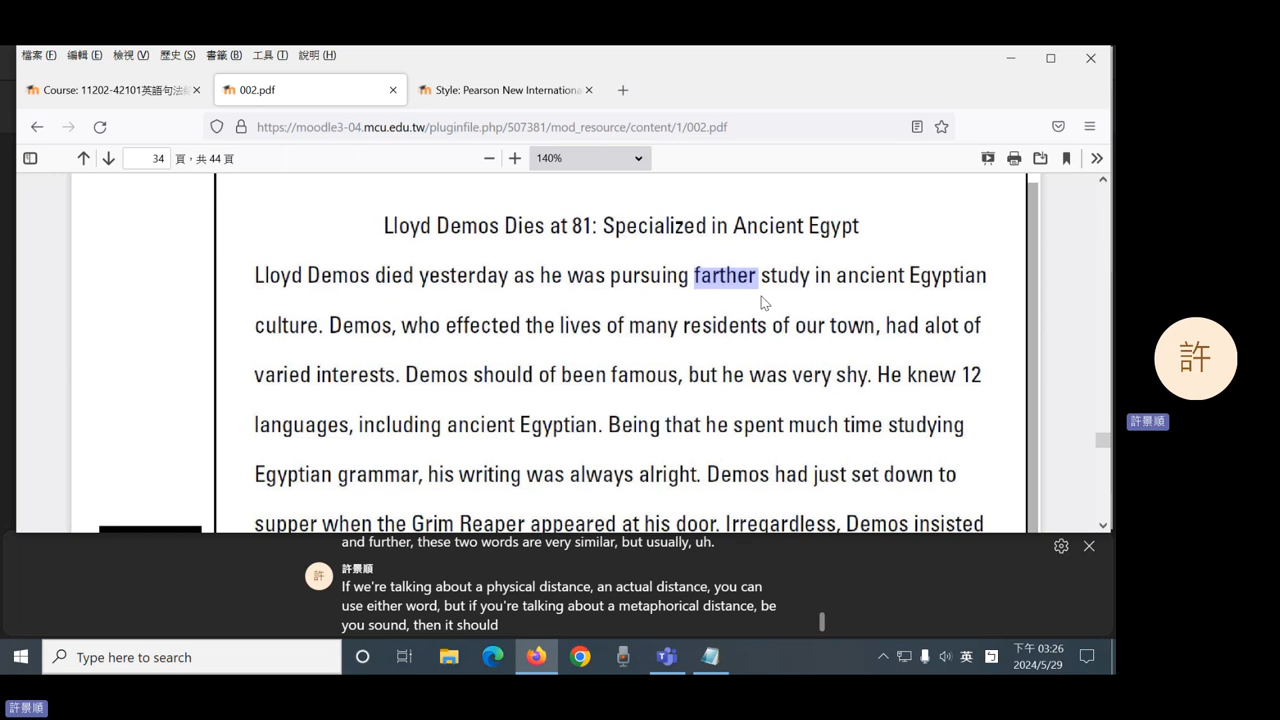 檔案 (F) 編輯 (E) 檢視 (V) 歷史 (S) 書籤 (B) 工具 (T) 說明 (H)
Course: 11202-42101英語句法
002.pdf
Style: Pearson New Internationa
https://moodle3-04.mcu.edu.tw/pluginfile.php/507381/mod_resource/content/1/002.pdf
34 頁，共 44 頁
140%
Lloyd Demos Dies at 81: Specialized in Ancient Egypt
Lloyd Demos died yesterday as he was pursuing farther study in ancient Egyptian
culture. Demos, who effected the lives of many residents of our town, had alot of
varied interests. Demos should of been famous, but he was very shy. He knew 12
languages, including ancient Egyptian. Being that he spent much time studying
Egyptian grammar, his writing was always alright. Demos had just set down to
supper when the Grim Reaper appeared at his door. Irregardless, Demos insisted
and further, these two words are very similar, but usually, uh.
許
許景順
If we're talking about a physical distance, an actual distance, you can
use either word, but if you're talking about a metaphorical distance, be
you sound, then it should
許
許景順
Type here to search
英
下午 03:26
2024/5/29
許景順